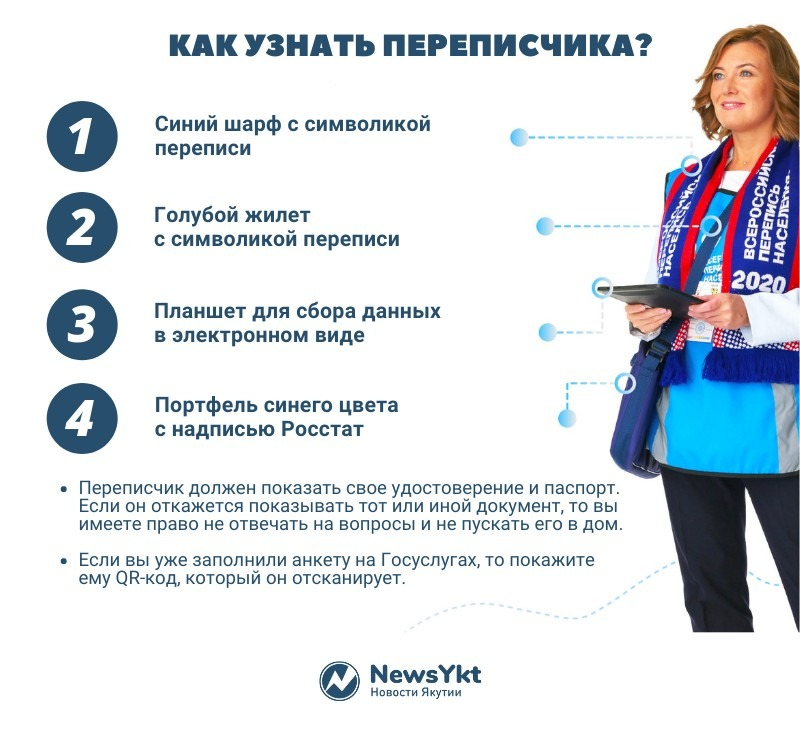 КАК УЗНАТЬ ПЕРЕПИСЧИКА?
1
Синий шарф с символикой
переписи
2
Голубой жилет
с символикой переписи
3
Планшет для сбора данных
в электронном виде
4
Портфель синего цвета
с надписью Росстат
ВСЕРОССИЙСК
ПЕРЕПИСЬ
НАСЕЛЕНИ
2020
• Переписчик должен показать свое удостоверение и паспорт.
Если он откажется показывать тот или иной документ, то вы
имеете право не отвечать на вопросы и не пускать его в дом.
• Если вы уже заполнили анкету на Госуслугах, то покажите
ему QR-код, который он отсканирует.
NewsYkt
Новости Якутии